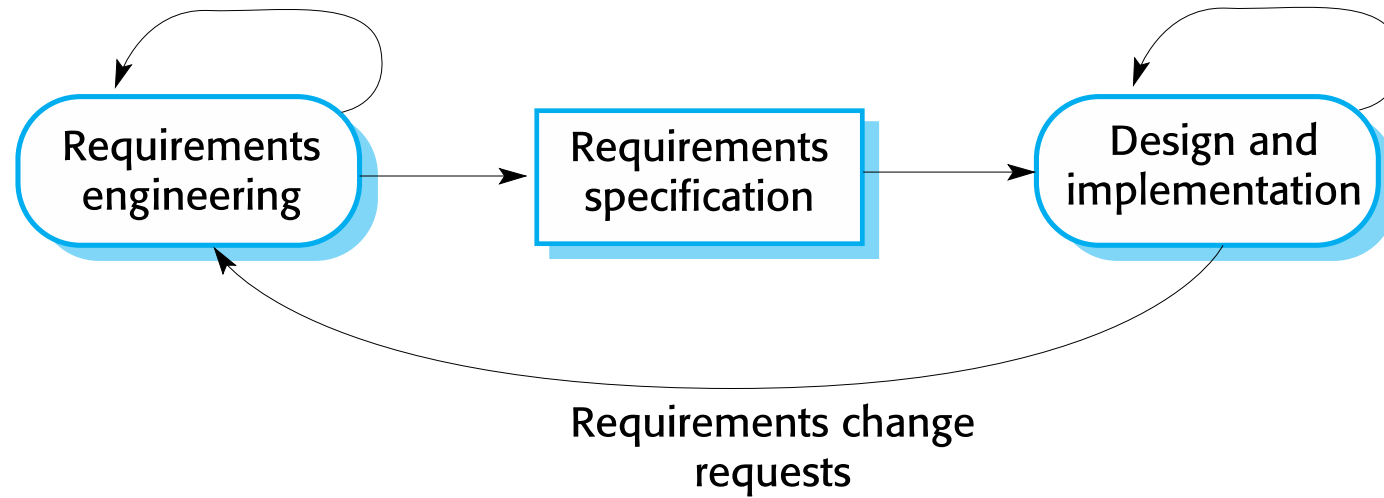 Requirements
engineering
Requirements
specification
Design and
implementation
Requirements change
requests